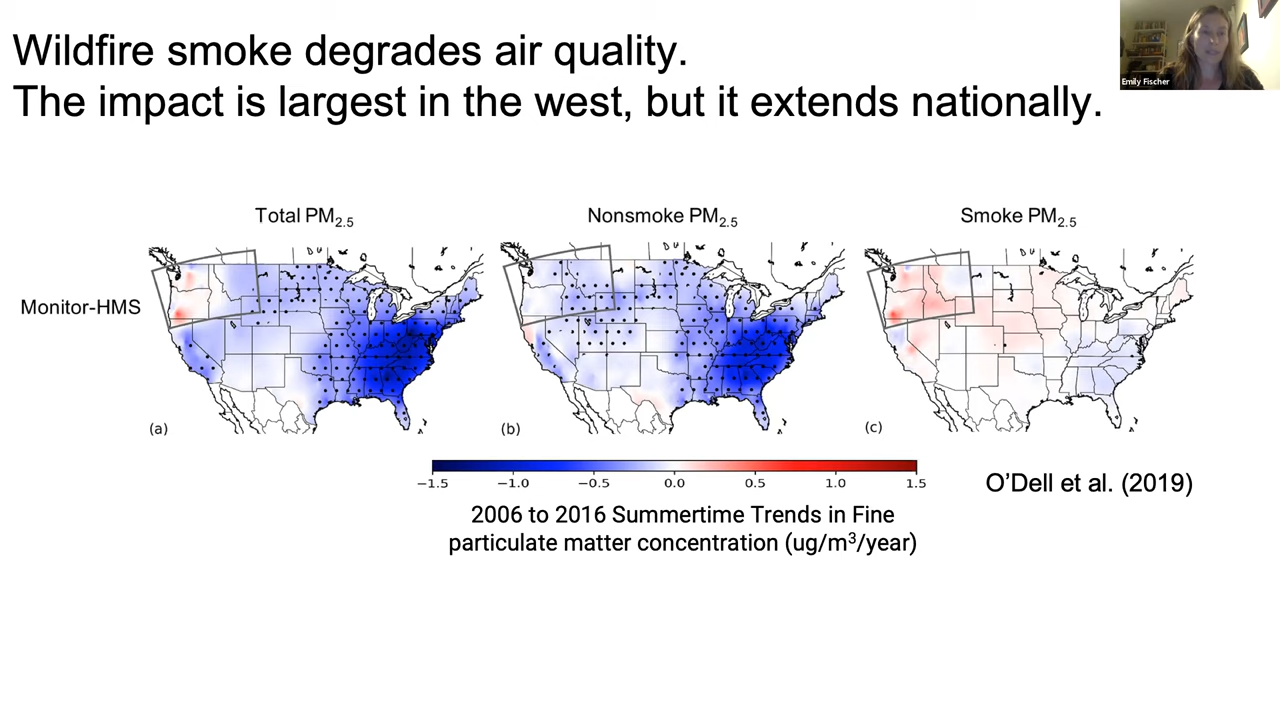 Wildfire smoke degrades air quality.
The impact is largest in the west, but it extends nationally.
Emily Fischer
Total PM₂.₅
Nonsmoke PM₂.₅
Smoke PM₂.₅
Monitor-HMS
(a)
(b)
(c)
−1.5 −1.0 −0.5 0.0 0.5 1.0 1.5
O’Dell et al. (2019)
2006 to 2016 Summertime Trends in Fine
particulate matter concentration (ug/m³/year)